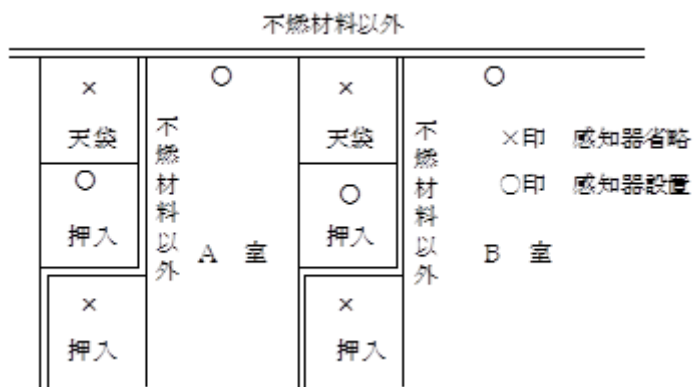 不燃材料以外
○
○
×
×
天袋
天袋
×印 感知器省略
○
○
○印 感知器設置
押入
押入
不燃材料以外
不燃材料以外
A 室
B 室
×
×
押入
押入